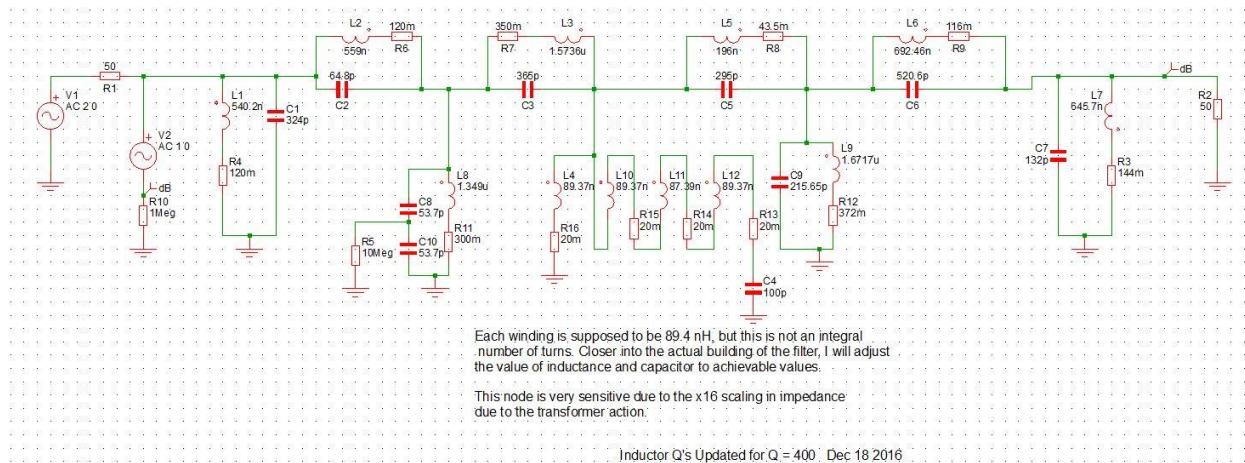 L2 120m
559n R6
350m L3
R7 1.5736u
L5 43.5m
196n R8
L6 116m
692.46n R9
50
R1
64.8p
C2
365p
C3
295p
C5
520.6p
C6
dB
V1
AC 2 0
L1
540.2n
C1
324p
L7
645.7n
R2
50
V2
AC 1 0
R4
120m
L8
1.349u
L4
89.37n
L10
89.37n
L11
87.39n
L12
89.37n
L9
1.6717u
C9
215.65p
C7
132p
R3
144m
dB
R10
1Meg
C8
53.7p
R5
10Meg
C10
53.7p
R11
300m
R16
20m
R15
20m
R14
20m
R13
20m
R12
372m
C4
100p
Each winding is supposed to be 89.4 nH, but this is not an integral
number of turns. Closer into the actual building of the filter, I will adjust
the value of inductance and capacitor to achievable values.
This node is very sensitive due to the x16 scaling in impedance
due to the transformer action.
Inductor Q's Updated for Q = 400 Dec 18 2016